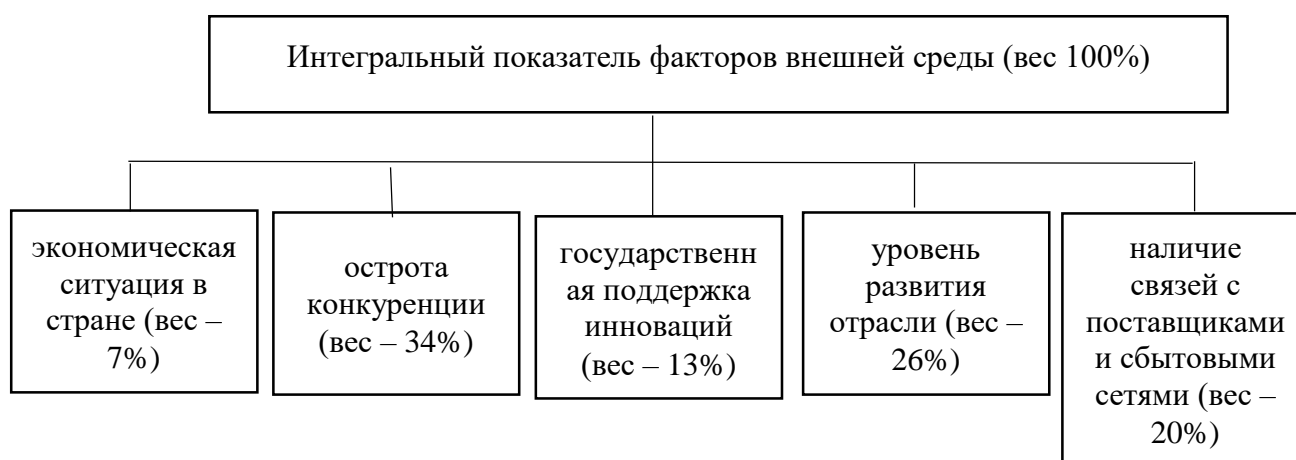 Интегральный показатель факторов внешней среды (вес 100%)
экономическая
ситуация в
стране (вес –
7%)
острота
конкуренции
(вес – 34%)
государственн
ая поддержка
инноваций
(вес – 13%)
уровень
развития
отрасли (вес –
26%)
наличие
связей с
поставщиками
и сбытовыми
сетями (вес –
20%)